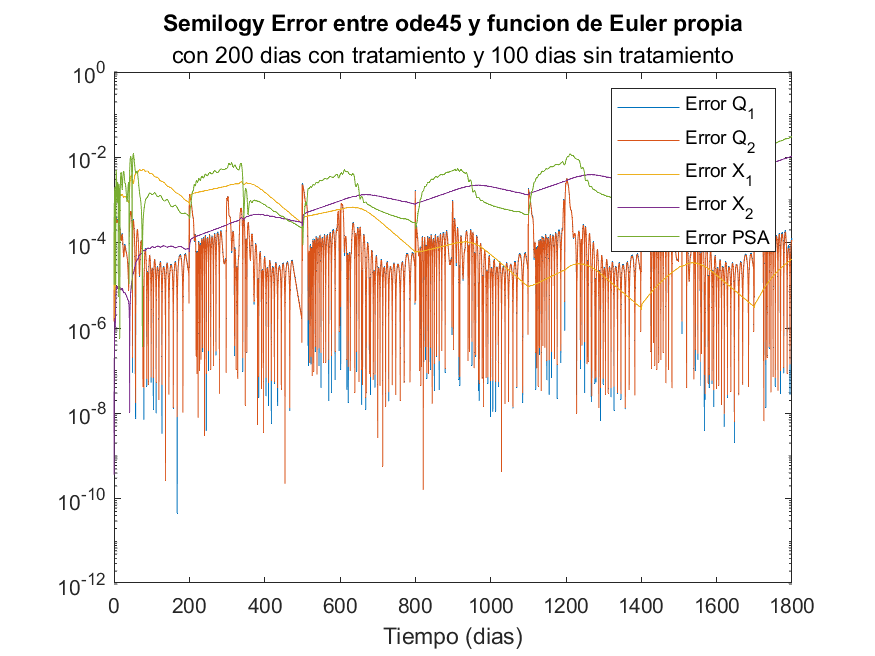 Semilogy Error entre ode45 y funcion de Euler propia
con 200 dias con tratamiento y 100 dias sin tratamiento
10^0
10^-2
10^-4
10^-6
10^-8
10^-10
10^-12
Error Q_1
Error Q_2
Error X_1
Error X_2
Error PSA
0 200 400 600 800 1000 1200 1400 1600 1800
Tiempo (dias)